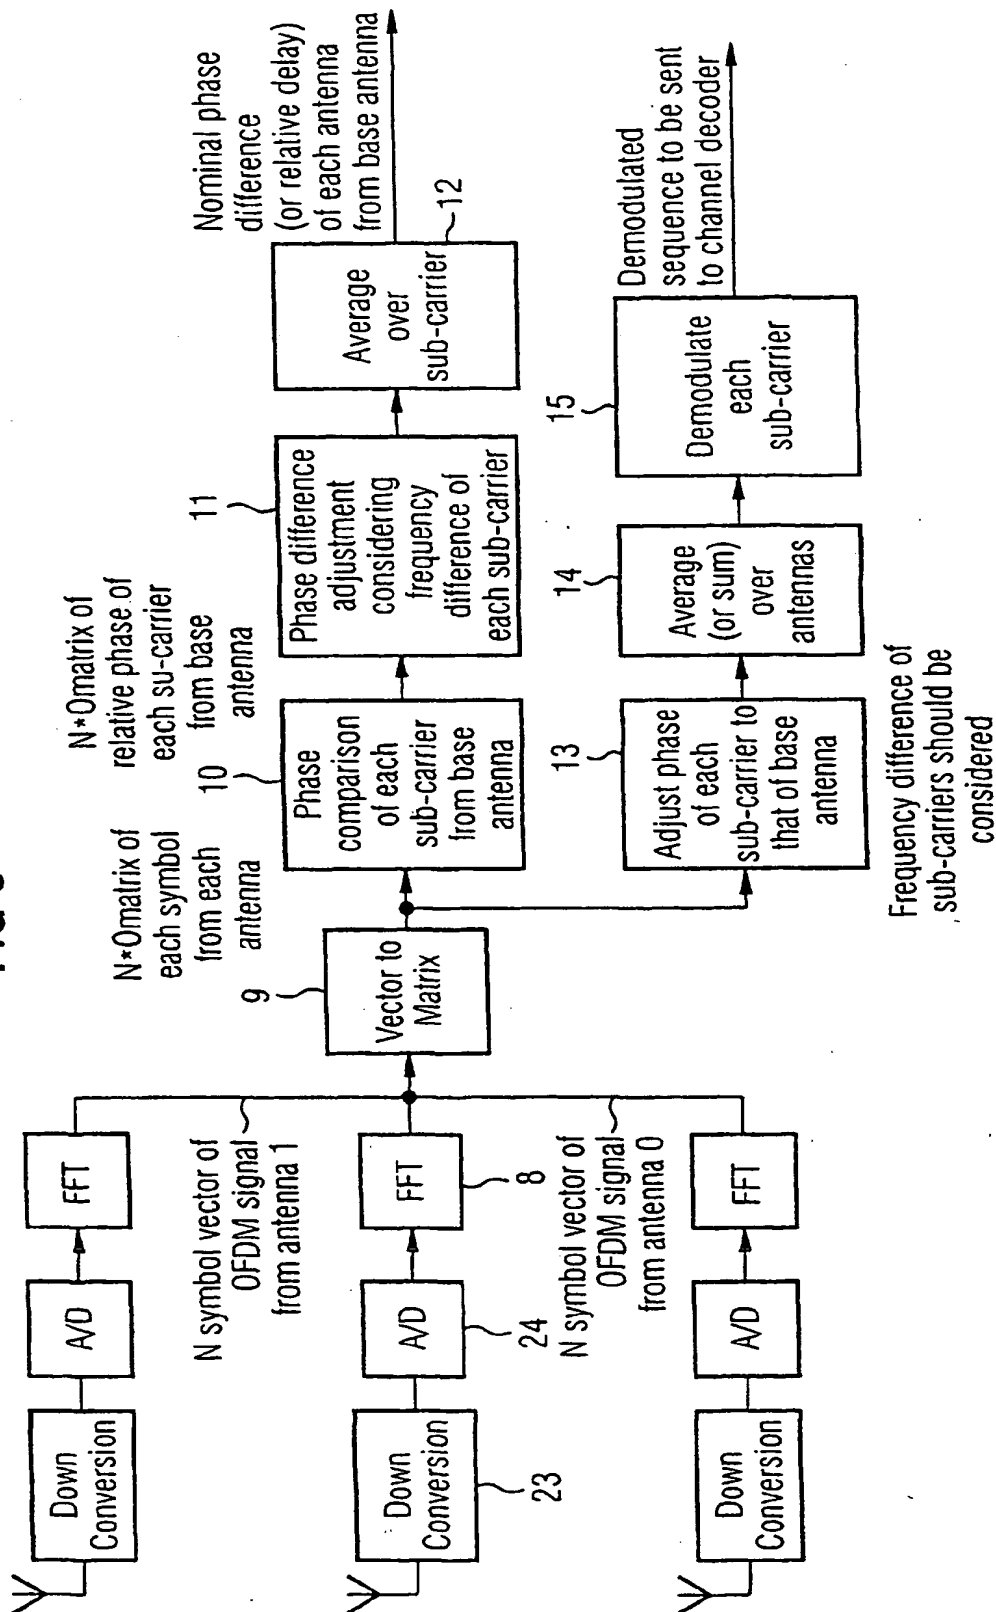 Down
Conversion
A/D
FFT
N symbol vector of
OFDM signal
from antenna 1
Down
Conversion
23
A/D
24
FFT
8
N symbol vector of
OFDM signal
from antenna 0
Down
Conversion
A/D
FFT
Vector to
Matrix
9
N*Omatrix of
each symbol
from each
antenna
Phase
comparison
of each
sub-carrier
from base
antenna
10
N*Omatrix of
relative phase of
each su-carrier
from base
antenna
Phase difference
adjustment
considering
frequency
difference of
each sub-carrier
11
Average
over
sub-carrier
12
Nominal phase
difference
(or relative delay)
of each antenna
from base antenna
Adjust phase
of each
sub-carrier to
that of base
antenna
13
Frequency difference of
sub-carriers should be
considered
Average
(or sum)
over
antennas
14
Demodulate
each
sub-carrier
15
Demodulated
sequence to be sent
to channel decoder